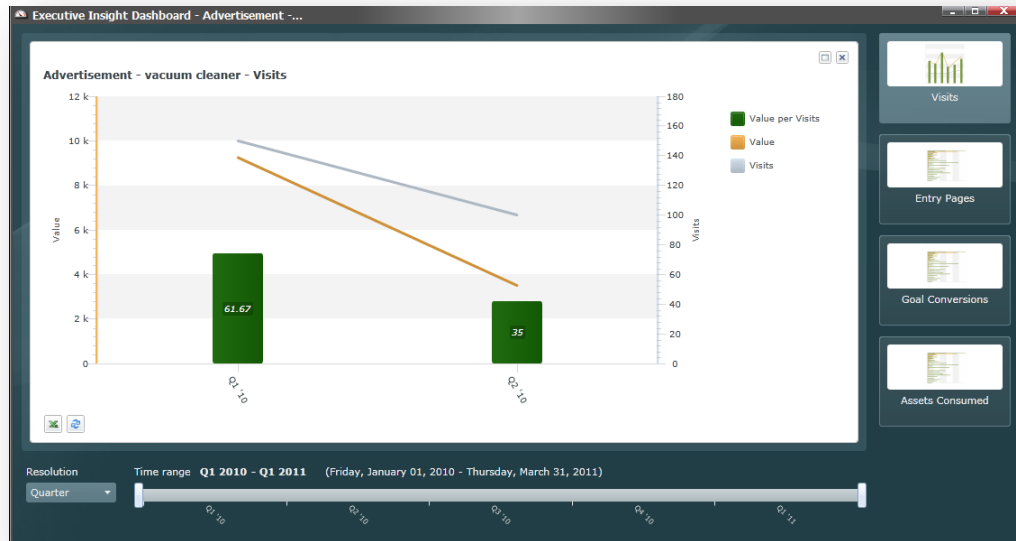 Executive Insight Dashboard - Advertisement -...
Advertisement - vacuum cleaner - Visits
12 k
10 k
8 k
6 k
4 k
2 k
0
Value
180
160
140
120
100
80
60
40
20
0
Visits
61.67
35
Q1 '10
Q2 '10
Value per Visits
Value
Visits
Visits
Entry Pages
Goal Conversions
Assets Consumed
Resolution
Quarter
Time range Q1 2010 - Q1 2011 (Friday, January 01, 2010 - Thursday, March 31, 2011)
Q1 '10
Q2 '10
Q3 '10
Q4 '10
Q1 '11